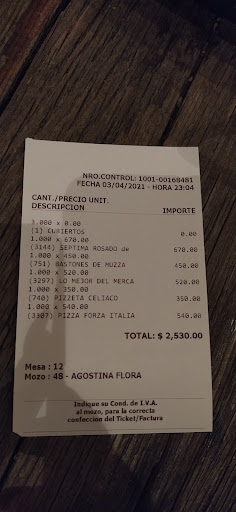 NRO.CONTROL: 1001-00168481
FECHA 03/04/2021 - HORA 23:04
CANT./PRECIO UNIT.
DESCRIPCION IMPORTE
3.000 x 0.00
(1) CUBIERTOS 0.00
1.000 x 670.00
(3144) SEPTIMA ROSADO de 670.00
1.000 x 450.00
(751) BASTONES DE MUZZA 450.00
1.000 x 520.00
(3297) LO MEJOR DEL MERCA 520.00
1.000 x 350.00
(740) PIZZETA CELIACO 350.00
1.000 x 540.00
(3307) PIZZA FORZA ITALIA 540.00
TOTAL: $ 2,530.00
Mesa : 12
Mozo : 48 - AGOSTINA FLORA
Indique su Cond. de I.V.A.
al mozo, para la correcta
confeccion del Ticket/Factura